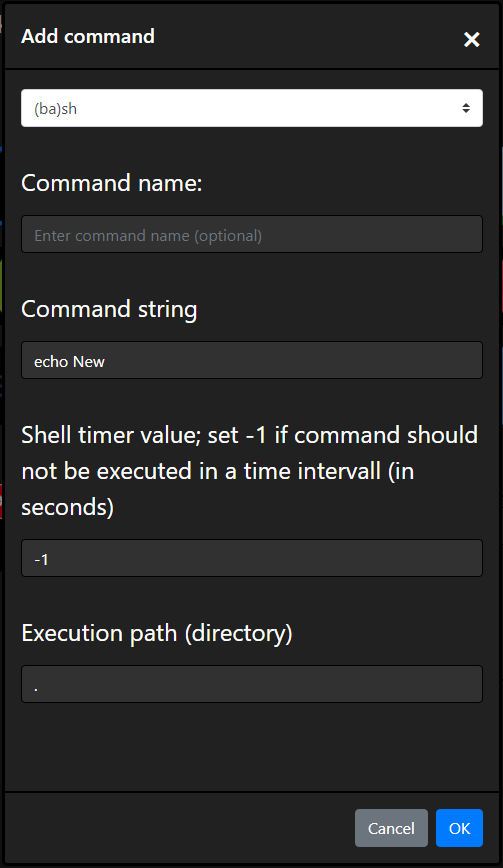 Add command
×
(ba)sh
Command name:
Enter command name (optional)
Command string
echo New
Shell timer value; set -1 if command should
not be executed in a time intervall (in
seconds)
-1
Execution path (directory)
.
Cancel OK